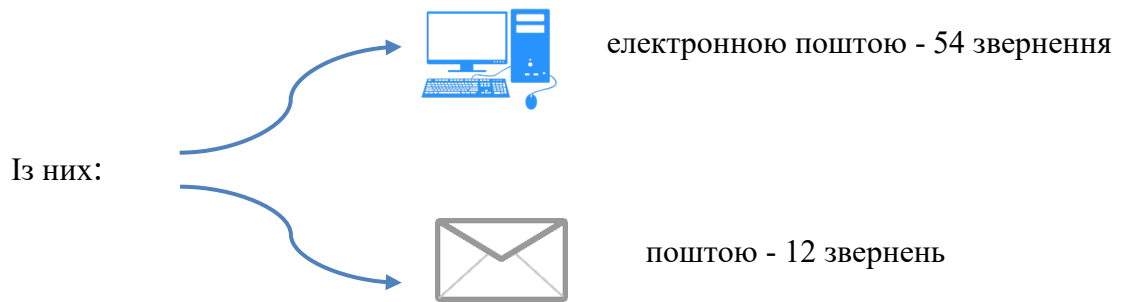 електронною поштою - 54 звернення
Із них:
поштою - 12 звернень